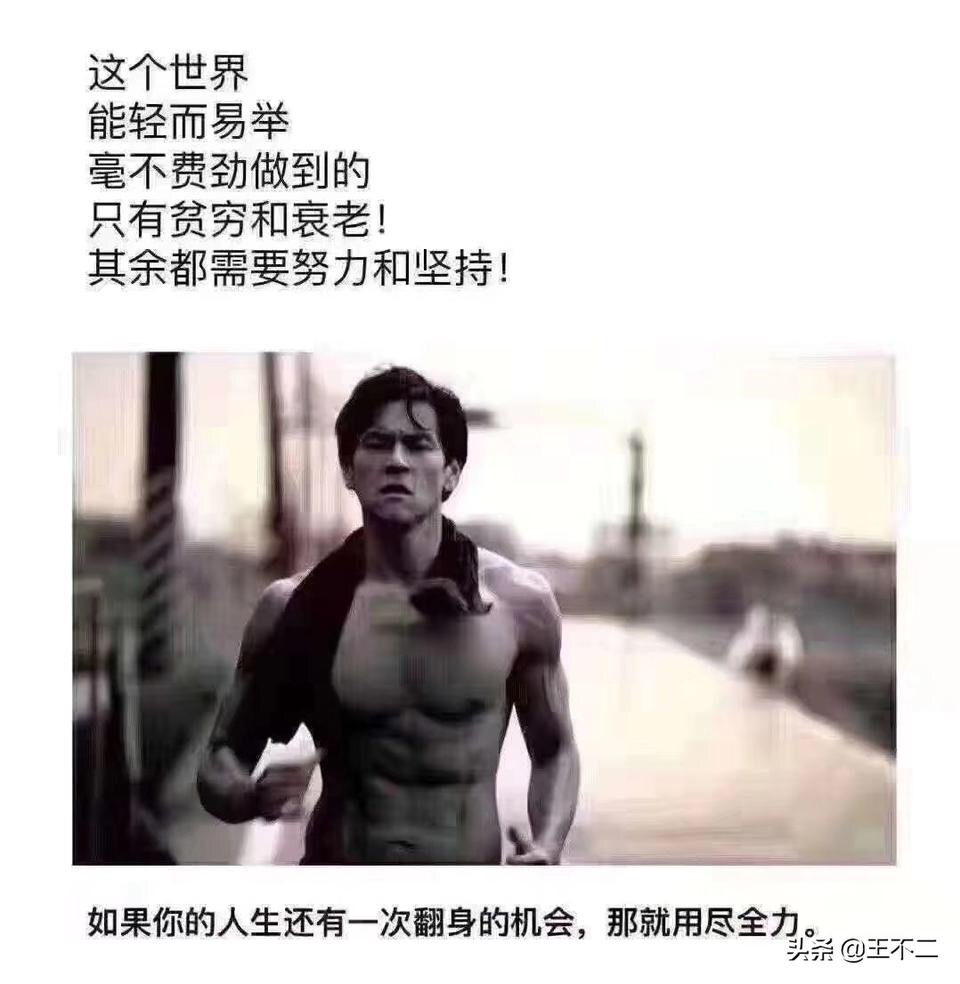 这个世界
能轻而易举
毫不费劲做到的
只有贫穷和衰老！
其余都需要努力和坚持！
如果你的人生还有一次翻身的机会，那就用尽全力。
头条 @王不二